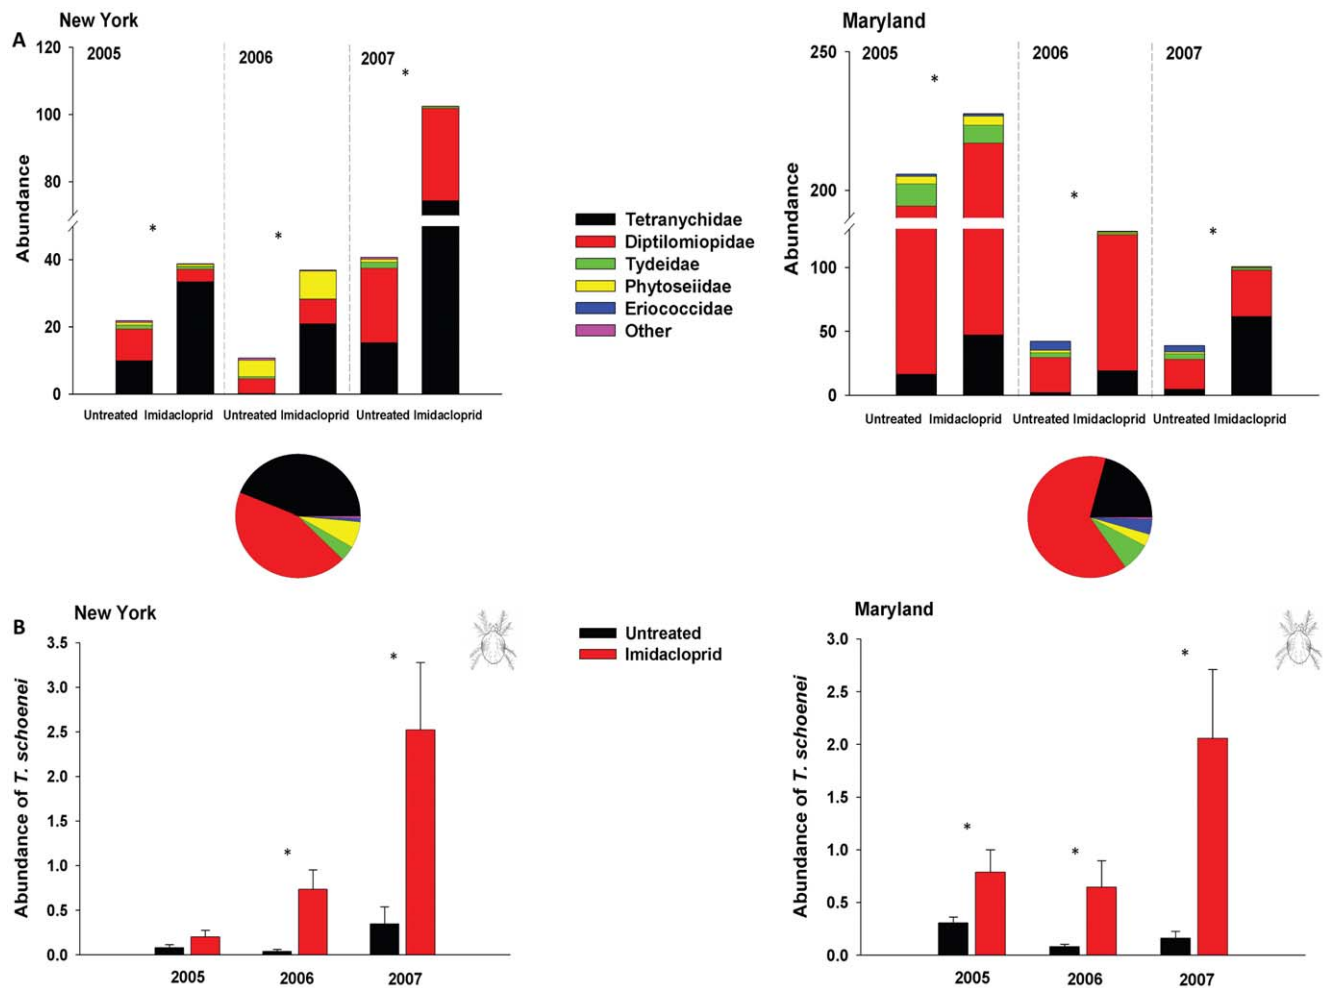 New York
A
2005
2006
2007
*
*
*
Abundance
120
100
80
40
20
0
Untreated Imidacloprid Untreated Imidacloprid Untreated Imidacloprid
Tetranychidae
Diptilomiopidae
Tydeidae
Phytoseiidae
Eriococcidae
Other
Maryland
2005
2006
2007
*
*
*
Abundance
250
200
100
50
0
Untreated Imidacloprid Untreated Imidacloprid Untreated Imidacloprid
B
New York
Abundance of T. schoenei
3.5
3.0
2.5
2.0
1.5
1.0
0.5
0.0
*
*
2005 2006 2007
Untreated
Imidacloprid
Maryland
Abundance of T. schoenei
3.0
2.5
2.0
1.5
1.0
0.5
0.0
*
*
*
2005 2006 2007